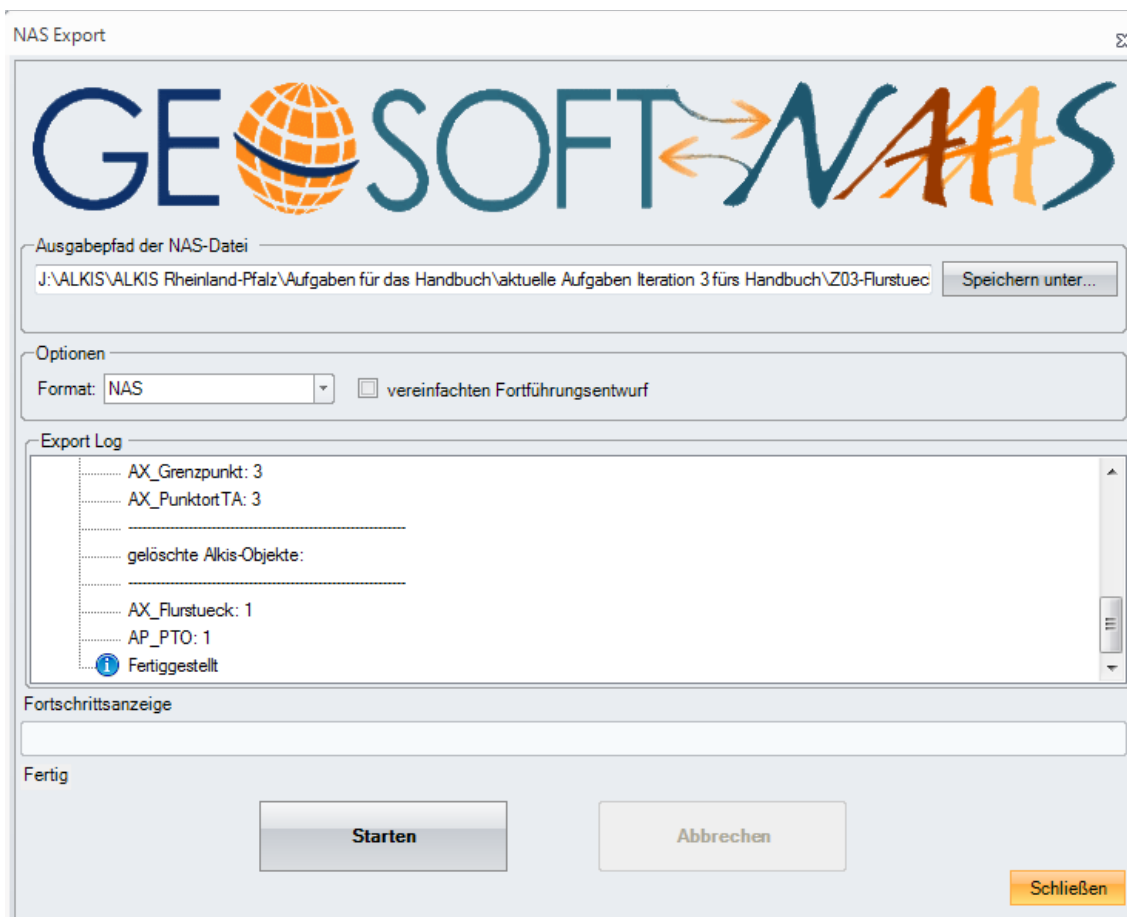 NAS Export
GEOSOFT NAAAS
Ausgabepfad der NAS-Datei
J:\ALKIS\ALKIS Rheinland-Pfalz\Aufgaben für das Handbuch\aktuelle Aufgaben Iteration 3 fürs Handbuch\Z03-Flurstuec
Speichern unter...
Optionen
Format: NAS
vereinfachten Fortführungsentwurf
Export Log
AX_Grenzpunkt: 3
AX_PunktortTA: 3
------------------------------------------------------------
gelöschte Alkis-Objekte:
------------------------------------------------------------
AX_Flurstueck: 1
AP_PTO: 1
Fertiggestellt
Fortschrittsanzeige
Fertig
Starten
Abbrechen
Schließen